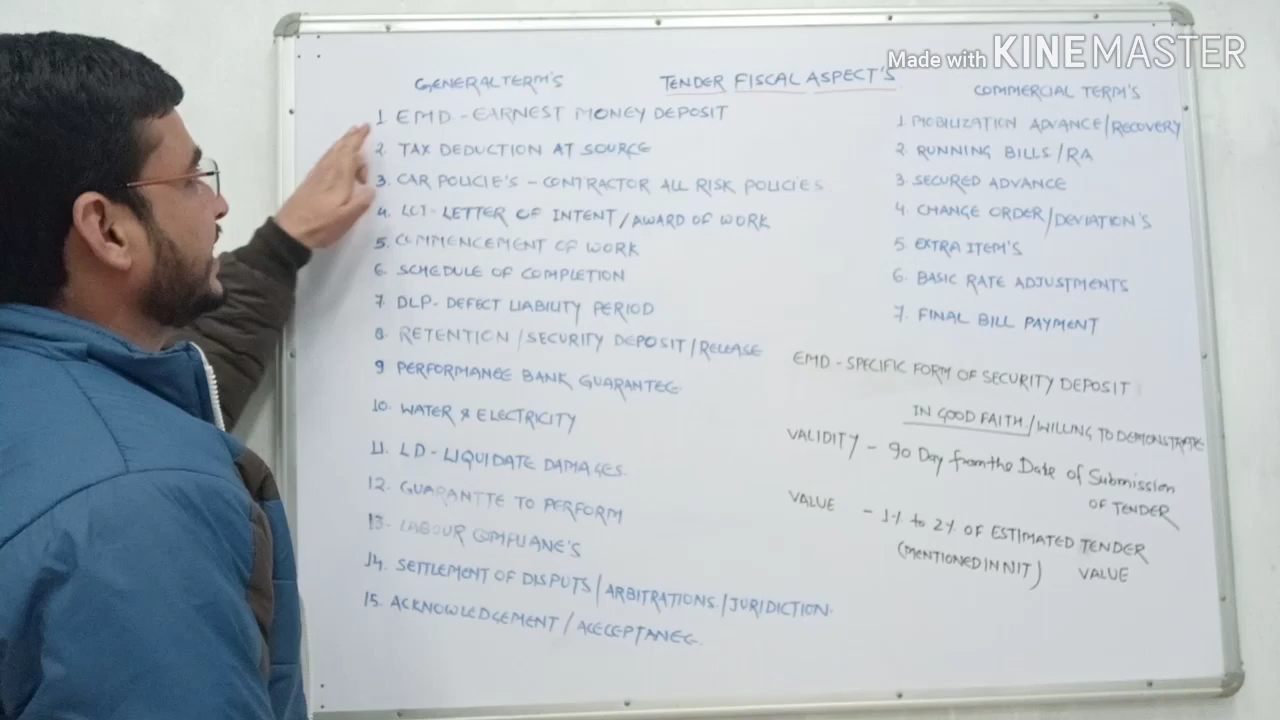 Made with KINEMASTER
TENDER FISCAL ASPECT'S
GENERAL TERM'S
1. EMD - EARNEST MONEY DEPOSIT
2. TAX DEDUCTION AT SOURCE
3. CAR POLICIE'S - CONTRACTOR ALL RISK POLICIES
4. LOI - LETTER OF INTENT / AWARD OF WORK
5. COMMENCEMENT OF WORK
6. SCHEDULE OF COMPLETION
7. DLP - DEFECT LIABILITY PERIOD
8. RETENTION / SECURITY DEPOSIT / RELEASE
9 PERFORMANCE BANK GUARANTEE
10. WATER & ELECTRICITY
11. LD - LIQUIDATE DAMAGES.
12. GUARANTTE TO PERFORM
13. LABOUR COMPLIANE'S
14. SETTLEMENT OF DISPUTS / ARBITRATIONS / JURIDICTION.
15. ACKNOWLEDGEMENT / ACECEPTANEE.
COMMERCIAL TERM'S
1. MOBILIZATION ADVANCE / RECOVERY
2. RUNNING BILLS / RA
3. SECURED ADVANCE
4. CHANGE ORDER / DEVIATION'S
5. EXTRA ITEM'S
6. BASIC RATE ADJUSTMENTS
7. FINAL BILL PAYMENT
EMD - SPECIFIC FORM OF SECURITY DEPOSIT
IN GOOD FAITH / WILLING TO DEMONSTRATE
VALIDITY - 90 Day from the Date of Submission
OF TENDER
VALUE - 1% to 2% OF ESTIMATED TENDER
(MENTIONED IN NIT) VALUE